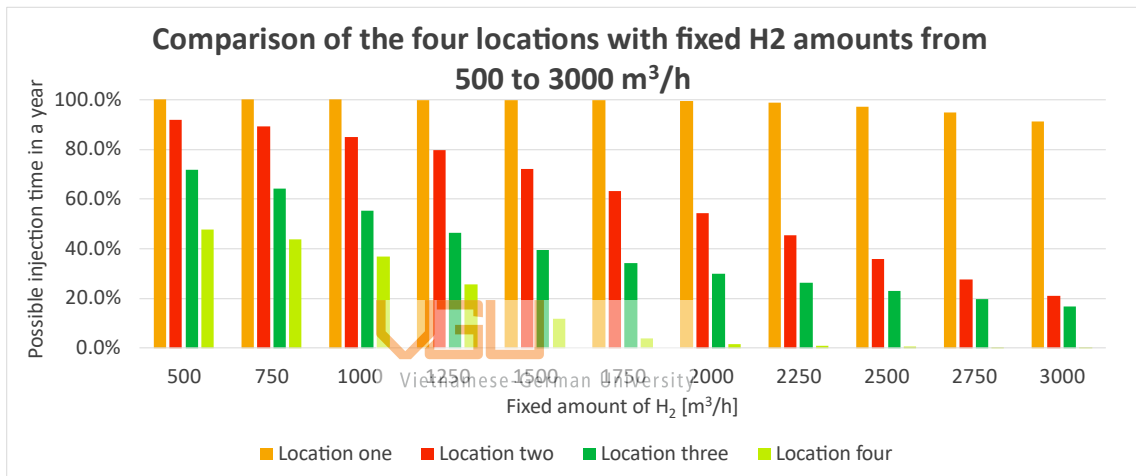 Comparison of the four locations with fixed H2 amounts from
500 to 3000 m³/h
Possible injection time in a year
100.0%
80.0%
60.0%
40.0%
20.0%
0.0%
500 750 1000 1250 1500 1750 2000 2250 2500 2750 3000
VGU
Vietnamese-German University
Fixed amount of H₂ [m³/h]
Location one Location two Location three Location four